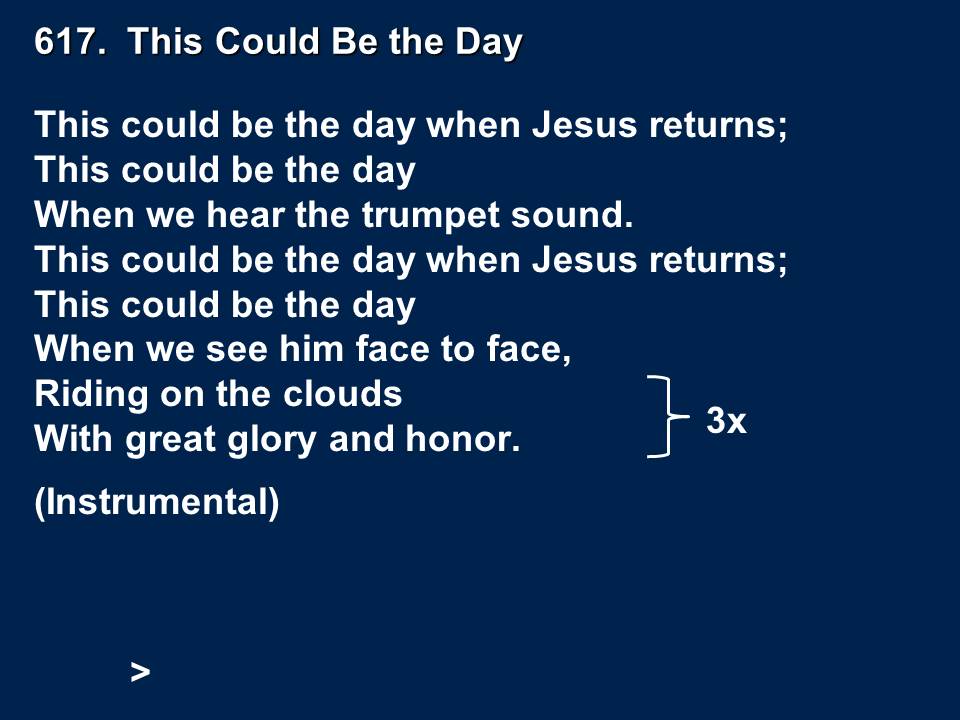 617.  This Could Be the Day
This could be the day when Jesus returns;
This could be the day
When we hear the trumpet sound.
This could be the day when Jesus returns;
This could be the day
When we see him face to face,
Riding on the clouds
With great glory and honor.
3x
(Instrumental)
>